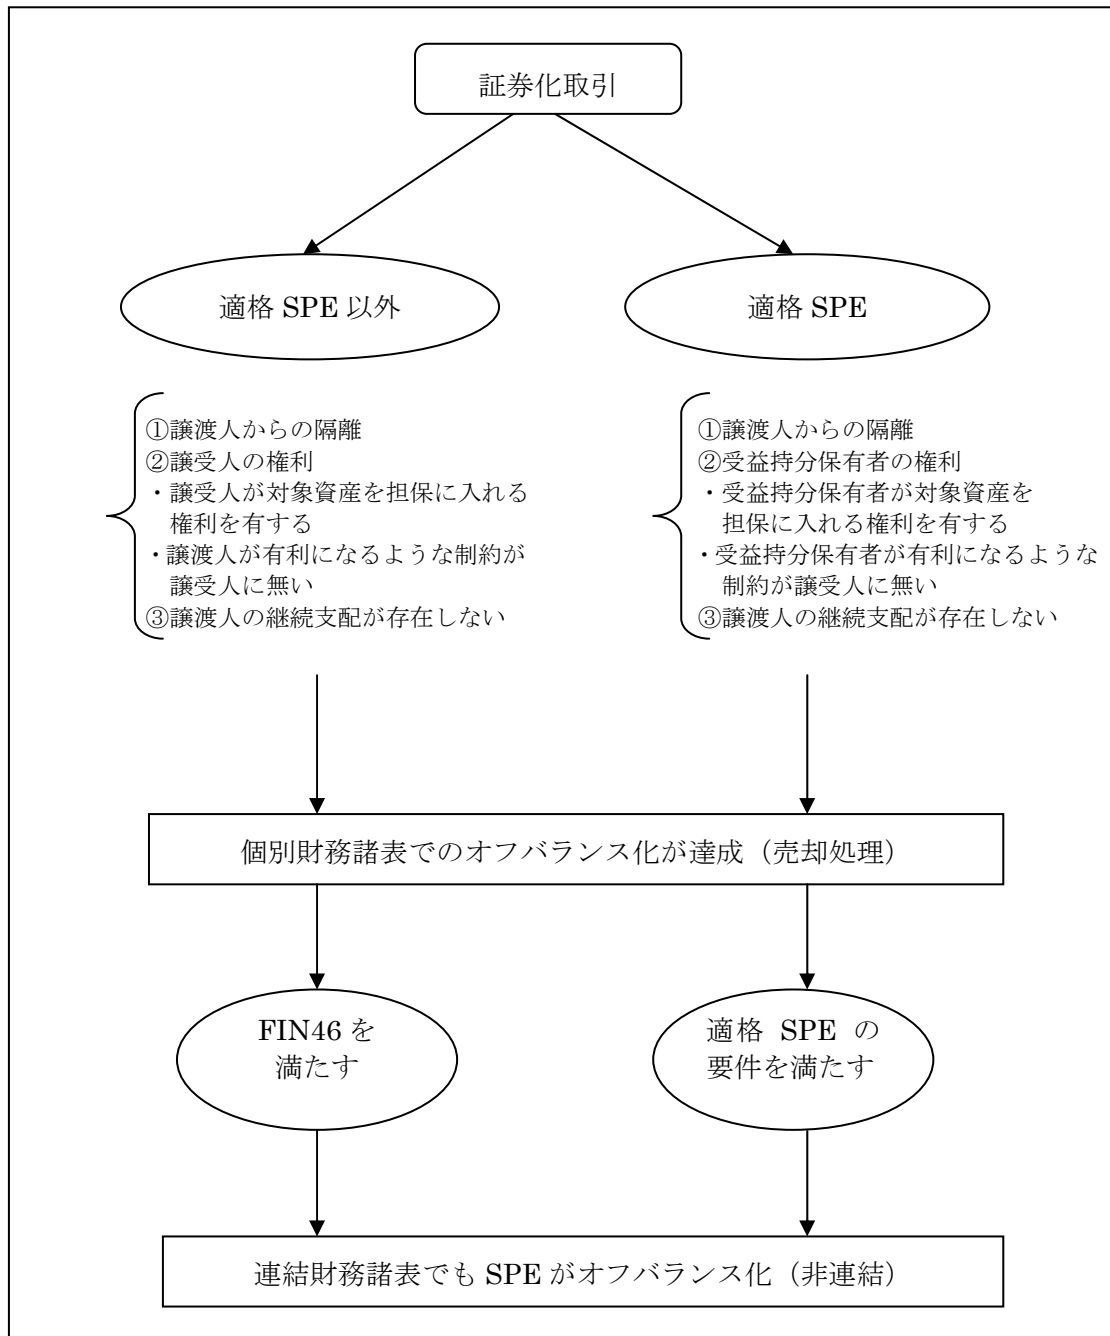 証券化取引
適格 SPE 以外
適格 SPE
①譲渡人からの隔離
②譲受人の権利
・譲受人が対象資産を担保に入れる
権利を有する
・譲渡人が有利になるような制約が
譲受人に無い
③譲渡人の継続支配が存在しない
①譲渡人からの隔離
②受益持分保有者の権利
・受益持分保有者が対象資産を
担保に入れる権利を有する
・受益持分保有者が有利になるような
制約が譲受人に無い
③譲渡人の継続支配が存在しない
個別財務諸表でのオフバランス化が達成（売却処理）
FIN46 を
満たす
適格 SPE の
要件を満たす
連結財務諸表でも SPE がオフバランス化（非連結）